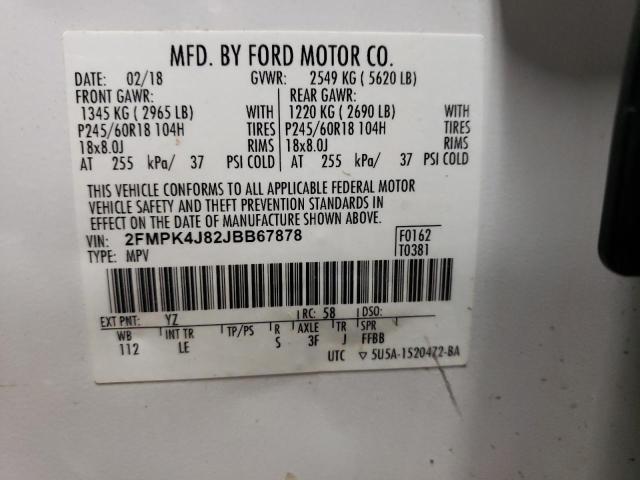 MFD. BY FORD MOTOR CO.
DATE: 02/18 GVWR: 2549 KG ( 5620 LB)
FRONT GAWR: REAR GAWR:
1345 KG ( 2965 LB) WITH 1220 KG ( 2690 LB) WITH
P245/60R18 104H TIRES P245/60R18 104H TIRES
18x8.0J RIMS 18x8.0J RIMS
AT 255 kPa/ 37 PSI COLD AT 255 kPa/ 37 PSI COLD
THIS VEHICLE CONFORMS TO ALL APPLICABLE FEDERAL MOTOR
VEHICLE SAFETY AND THEFT PREVENTION STANDARDS IN
EFFECT ON THE DATE OF MANUFACTURE SHOWN ABOVE.
VIN: 2FMPK4J82JBB67878 F0162
TYPE: MPV T0381
EXT PNT: YZ RC: 58 DSO:
WB INT TR TP/PS R AXLE TR SPR
112 LE S 3F J FFBB
UTC ▽ 5U5A-1520472-BA